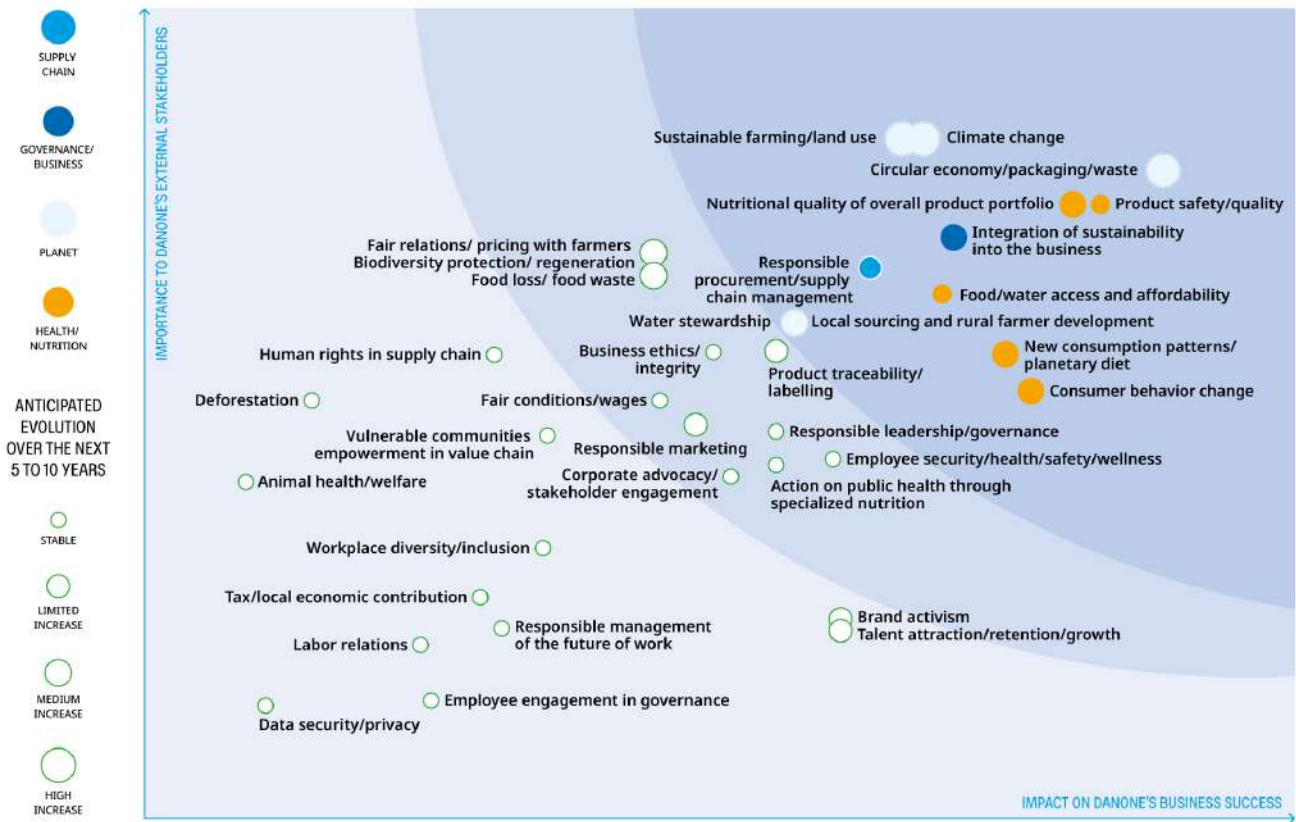 SUPPLY
CHAIN
GOVERNANCE/
BUSINESS
PLANET
HEALTH/
NUTRITION
ANTICIPATED
EVOLUTION
OVER THE NEXT
5 TO 10 YEARS
STABLE
LIMITED
INCREASE
MEDIUM
INCREASE
HIGH
INCREASE
IMPORTANCE TO DANONE'S EXTERNAL STAKEHOLDERS
Sustainable farming/land use
Climate change
Circular economy/packaging/waste
Nutritional quality of overall product portfolio
Product safety/quality
Integration of sustainability
into the business
Fair relations/ pricing with farmers
Biodiversity protection/ regeneration
Food loss/ food waste
Responsible
procurement/supply
chain management
Food/water access and affordability
Water stewardship
Local sourcing and rural farmer development
Human rights in supply chain
Business ethics/
integrity
Product traceability/
labelling
New consumption patterns/
planetary diet
Consumer behavior change
Deforestation
Fair conditions/wages
Vulnerable communities
empowerment in value chain
Responsible marketing
Responsible leadership/governance
Employee security/health/safety/wellness
Animal health/welfare
Corporate advocacy/
stakeholder engagement
Action on public health through
specialized nutrition
Workplace diversity/inclusion
Tax/local economic contribution
Responsible management
of the future of work
Labor relations
Brand activism
Talent attraction/retention/growth
Employee engagement in governance
Data security/privacy
IMPACT ON DANONE'S BUSINESS SUCCESS